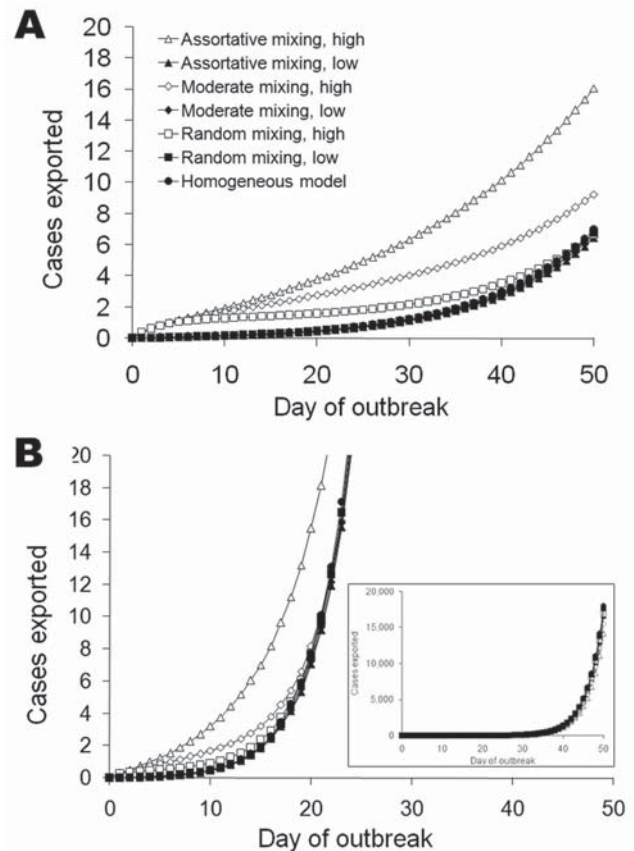 A
20
18
16
14
12
10
8
6
4
2
0
Cases exported
Assortative mixing, high
Assortative mixing, low
Moderate mixing, high
Moderate mixing, low
Random mixing, high
Random mixing, low
Homogeneous model
0 10 20 30 40 50
Day of outbreak
B
20
18
16
14
12
10
8
6
4
2
0
Cases exported
0 10 20 30 40 50
Day of outbreak
20,000
15,000
10,000
5,000
0
Cases exported
0 10 20 30 40 50
Day of outbreak